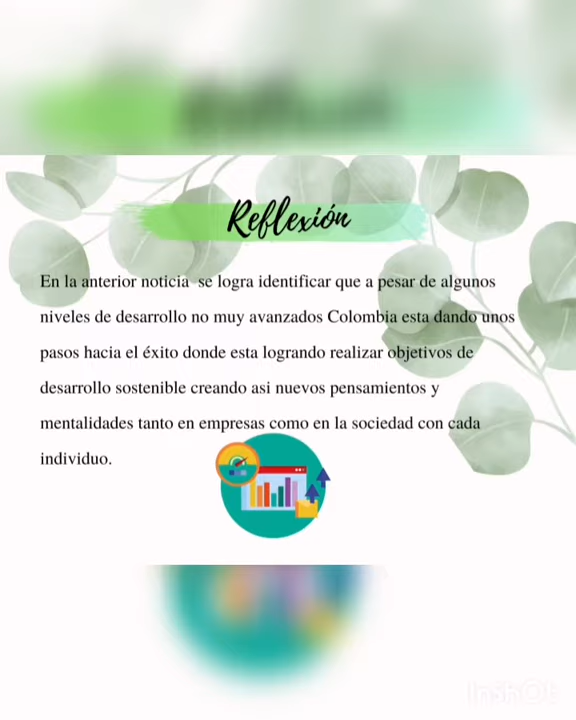 Reflexión
En la anterior noticia se logra identificar que a pesar de algunos
niveles de desarrollo no muy avanzados Colombia esta dando unos
pasos hacia el éxito donde esta logrando realizar objetivos de
desarrollo sostenible creando asi nuevos pensamientos y
mentalidades tanto en empresas como en la sociedad con cada
individuo.
InShOt